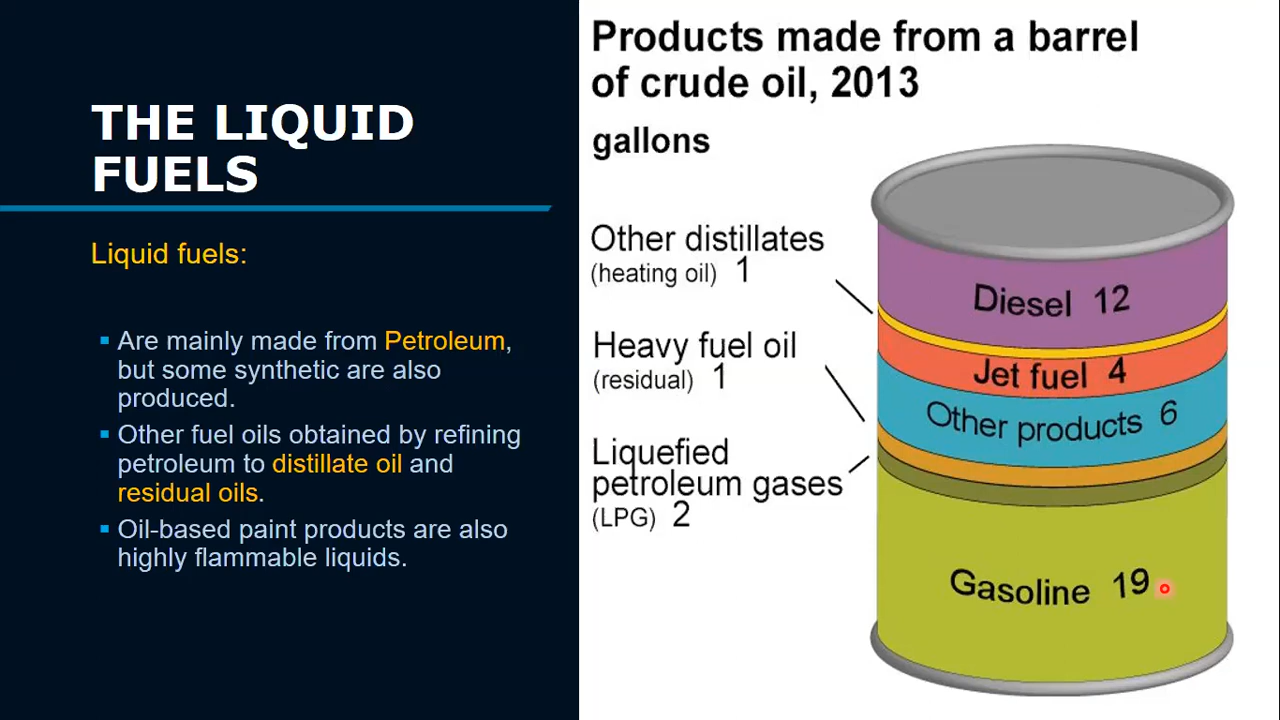 THE LIQUID
FUELS
Liquid fuels:
▪ Are mainly made from Petroleum,
but some synthetic are also
produced.
▪ Other fuel oils obtained by refining
petroleum to distillate oil and
residual oils.
▪ Oil-based paint products are also
highly flammable liquids.
Products made from a barrel
of crude oil, 2013
gallons
Other distillates
(heating oil) 1
Heavy fuel oil
(residual) 1
Liquefied
petroleum gases
(LPG) 2
Diesel 12
Jet fuel 4
Other products 6
Gasoline 19